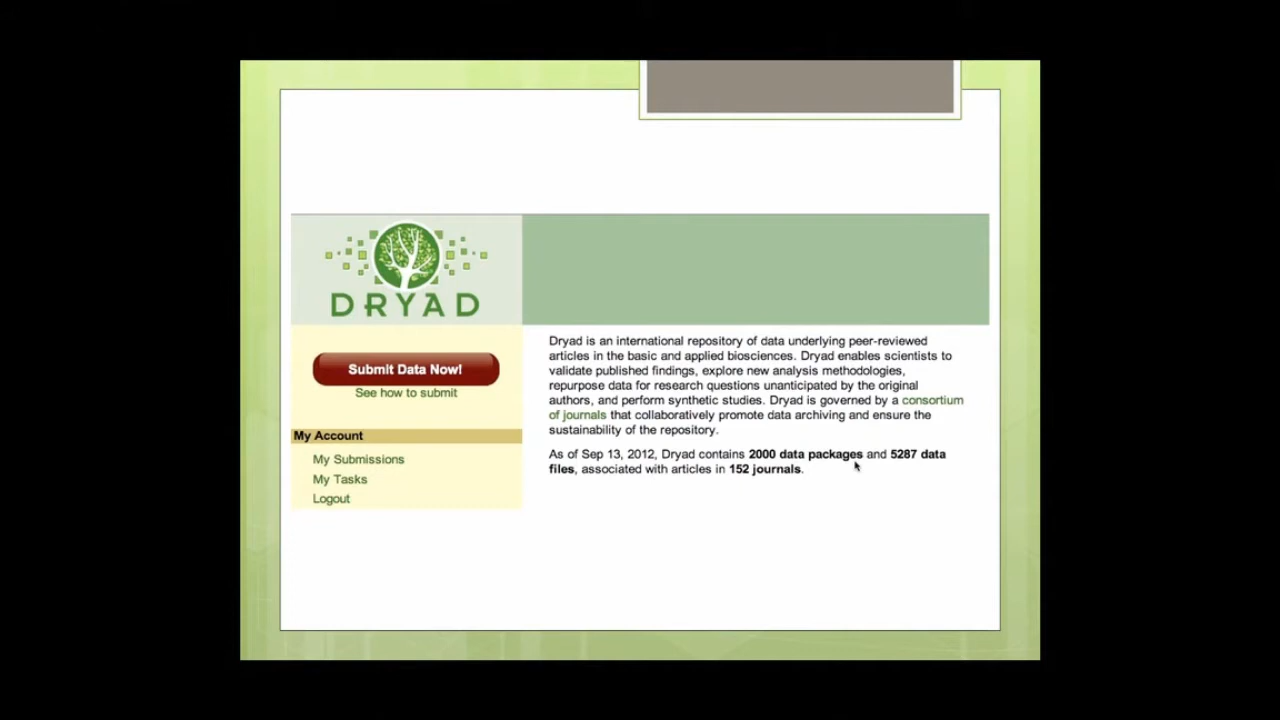 DRYAD
Submit Data Now!
See how to submit
My Account
My Submissions
My Tasks
Logout
Dryad is an international repository of data underlying peer-reviewed
articles in the basic and applied biosciences. Dryad enables scientists to
validate published findings, explore new analysis methodologies,
repurpose data for research questions unanticipated by the original
authors, and perform synthetic studies. Dryad is governed by a consortium
of journals that collaboratively promote data archiving and ensure the
sustainability of the repository.
As of Sep 13, 2012, Dryad contains 2000 data packages and 5287 data
files, associated with articles in 152 journals.